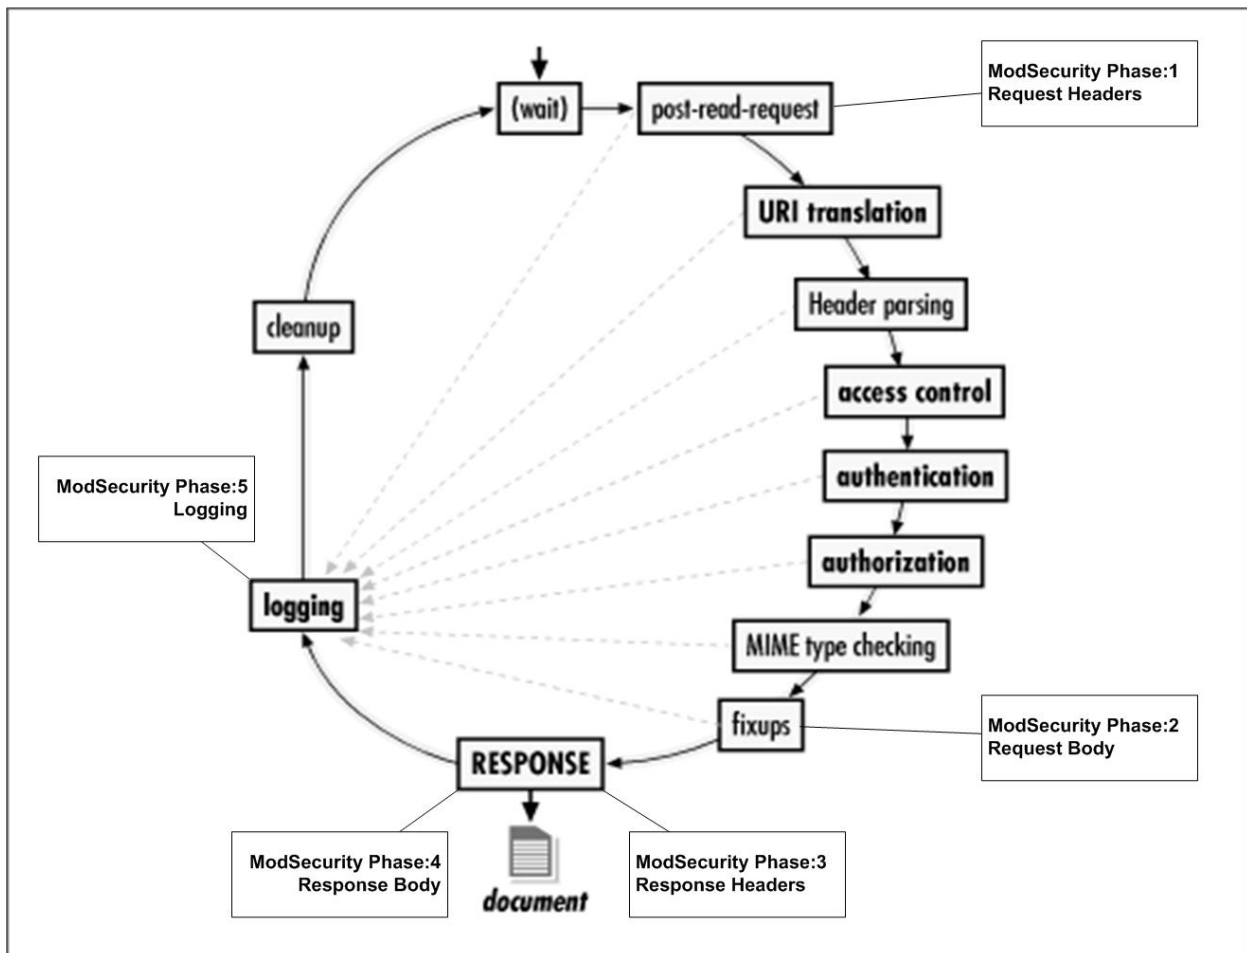 (wait)
post-read-request
ModSecurity Phase:1
Request Headers
URI translation
Header parsing
cleanup
access control
authentication
ModSecurity Phase:5
Logging
authorization
logging
MIME type checking
fixups
ModSecurity Phase:2
Request Body
RESPONSE
ModSecurity Phase:4
Response Body
document
ModSecurity Phase:3
Response Headers